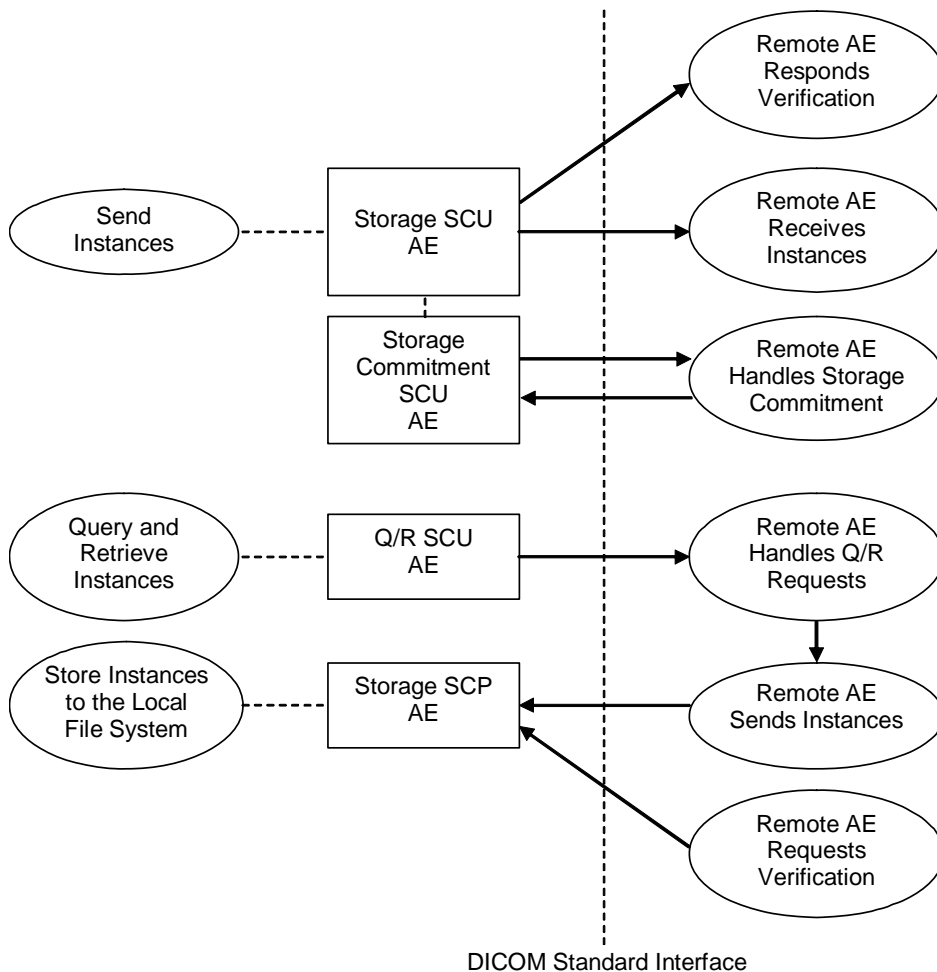 Remote AE
Responds
Verification
Send
Instances
Storage SCU
AE
Remote AE
Receives
Instances
Storage
Commitment
SCU
AE
Remote AE
Handles Storage
Commitment
Query and
Retrieve
Instances
Q/R SCU
AE
Remote AE
Handles Q/R
Requests
Store Instances
to the Local
File System
Storage SCP
AE
Remote AE
Sends Instances
Remote AE
Requests
Verification
DICOM Standard Interface